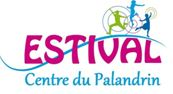 ESTIVAL
Centre du Palandrin